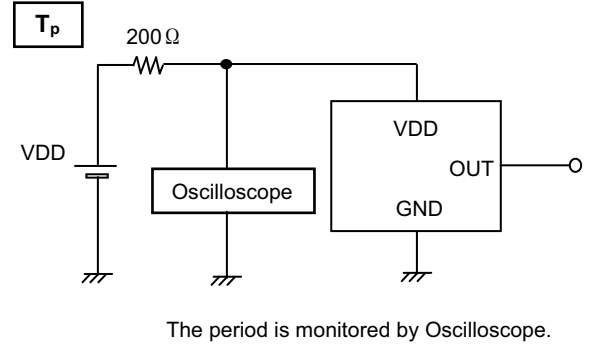 Tp
200Ω
VDD
VDD
OUT
Oscilloscope
GND
The period is monitored by Oscilloscope.